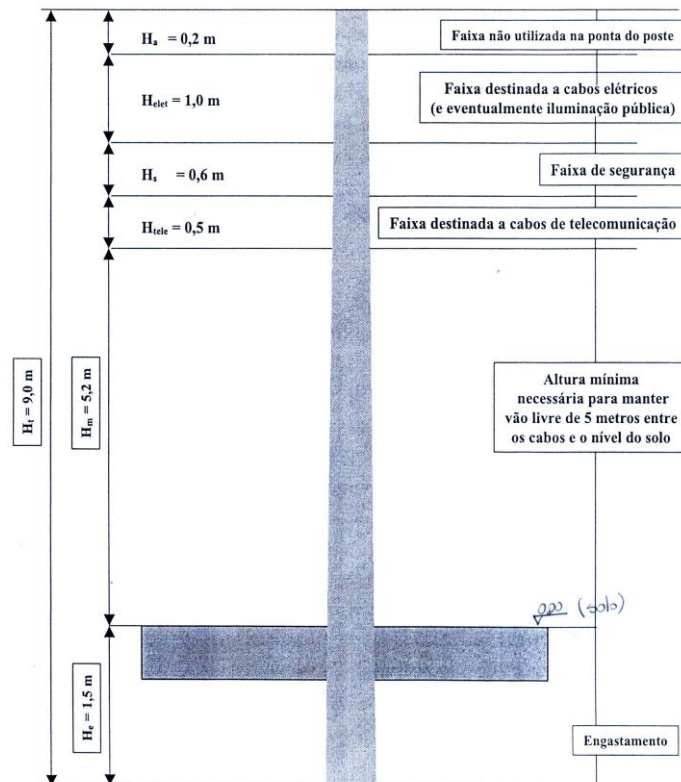 Hₐ = 0,2 m
Faixa não utilizada na ponta do poste
Hₑₗₑₜ = 1,0 m
Faixa destinada a cabos elétricos
(e eventualmente iluminação pública)
Hₛ = 0,6 m
Faixa de segurança
Hₜₑₗₑ = 0,5 m
Faixa destinada a cabos de telecomunicação
Hₜ = 9,0 m
Hₘ = 5,2 m
Altura mínima
necessária para manter
vão livre de 5 metros entre
os cabos e o nível do solo
0,00 (solo)
Hₑ = 1,5 m
Engastamento